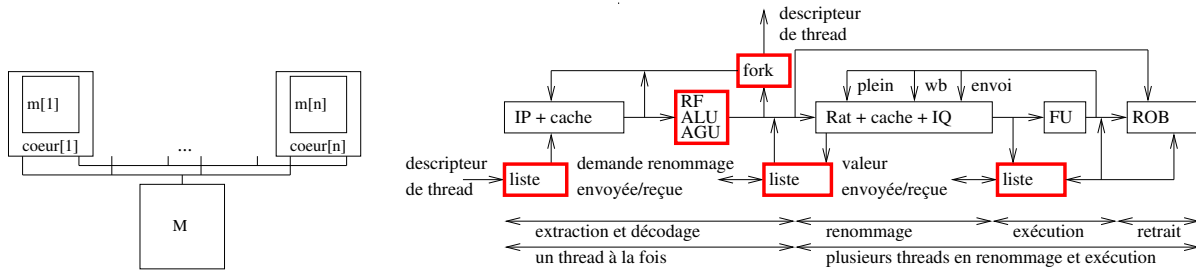 m[1]
coeur[1]
...
m[n]
coeur[n]
M
descripteur
de thread
fork
plein
wb
envoi
IP + cache
RF
ALU
AGU
Rat + cache + IQ
FU
ROB
descripteur
de thread
liste
demande renommage
envoyée/reçue
liste
valeur
envoyée/reçue
liste
extraction et décodage
renommage
exécution
retrait
un thread à la fois
plusieurs threads en renommage et exécution